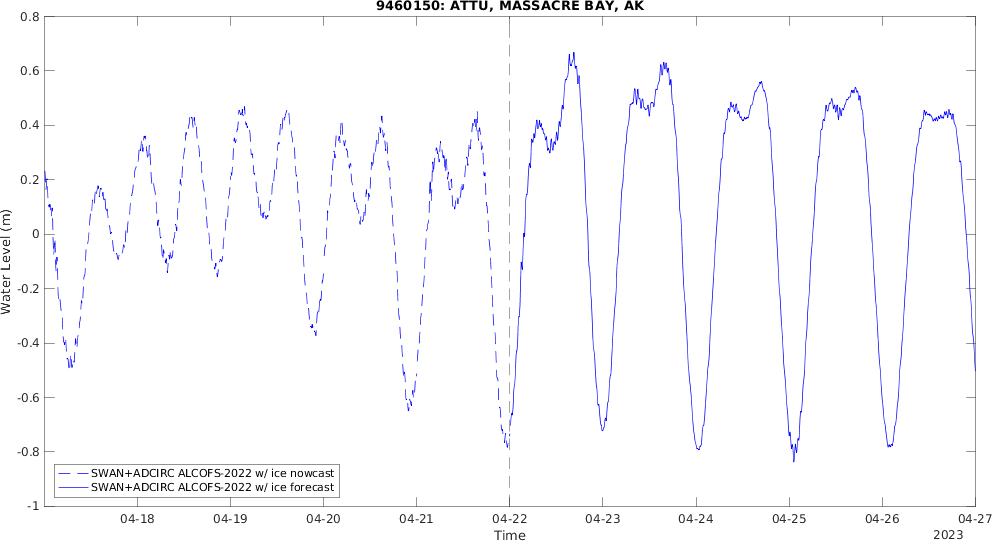 9460150: ATTU, MASSACRE BAY, AK
0.8
0.6
0.4
0.2
0
-0.2
-0.4
-0.6
-0.8
-1
Water Level (m)
SWAN+ADCIRC ALCOFS-2022 w/ ice nowcast
SWAN+ADCIRC ALCOFS-2022 w/ ice forecast
04-18 04-19 04-20 04-21 04-22 04-23 04-24 04-25 04-26 04-27
Time
2023